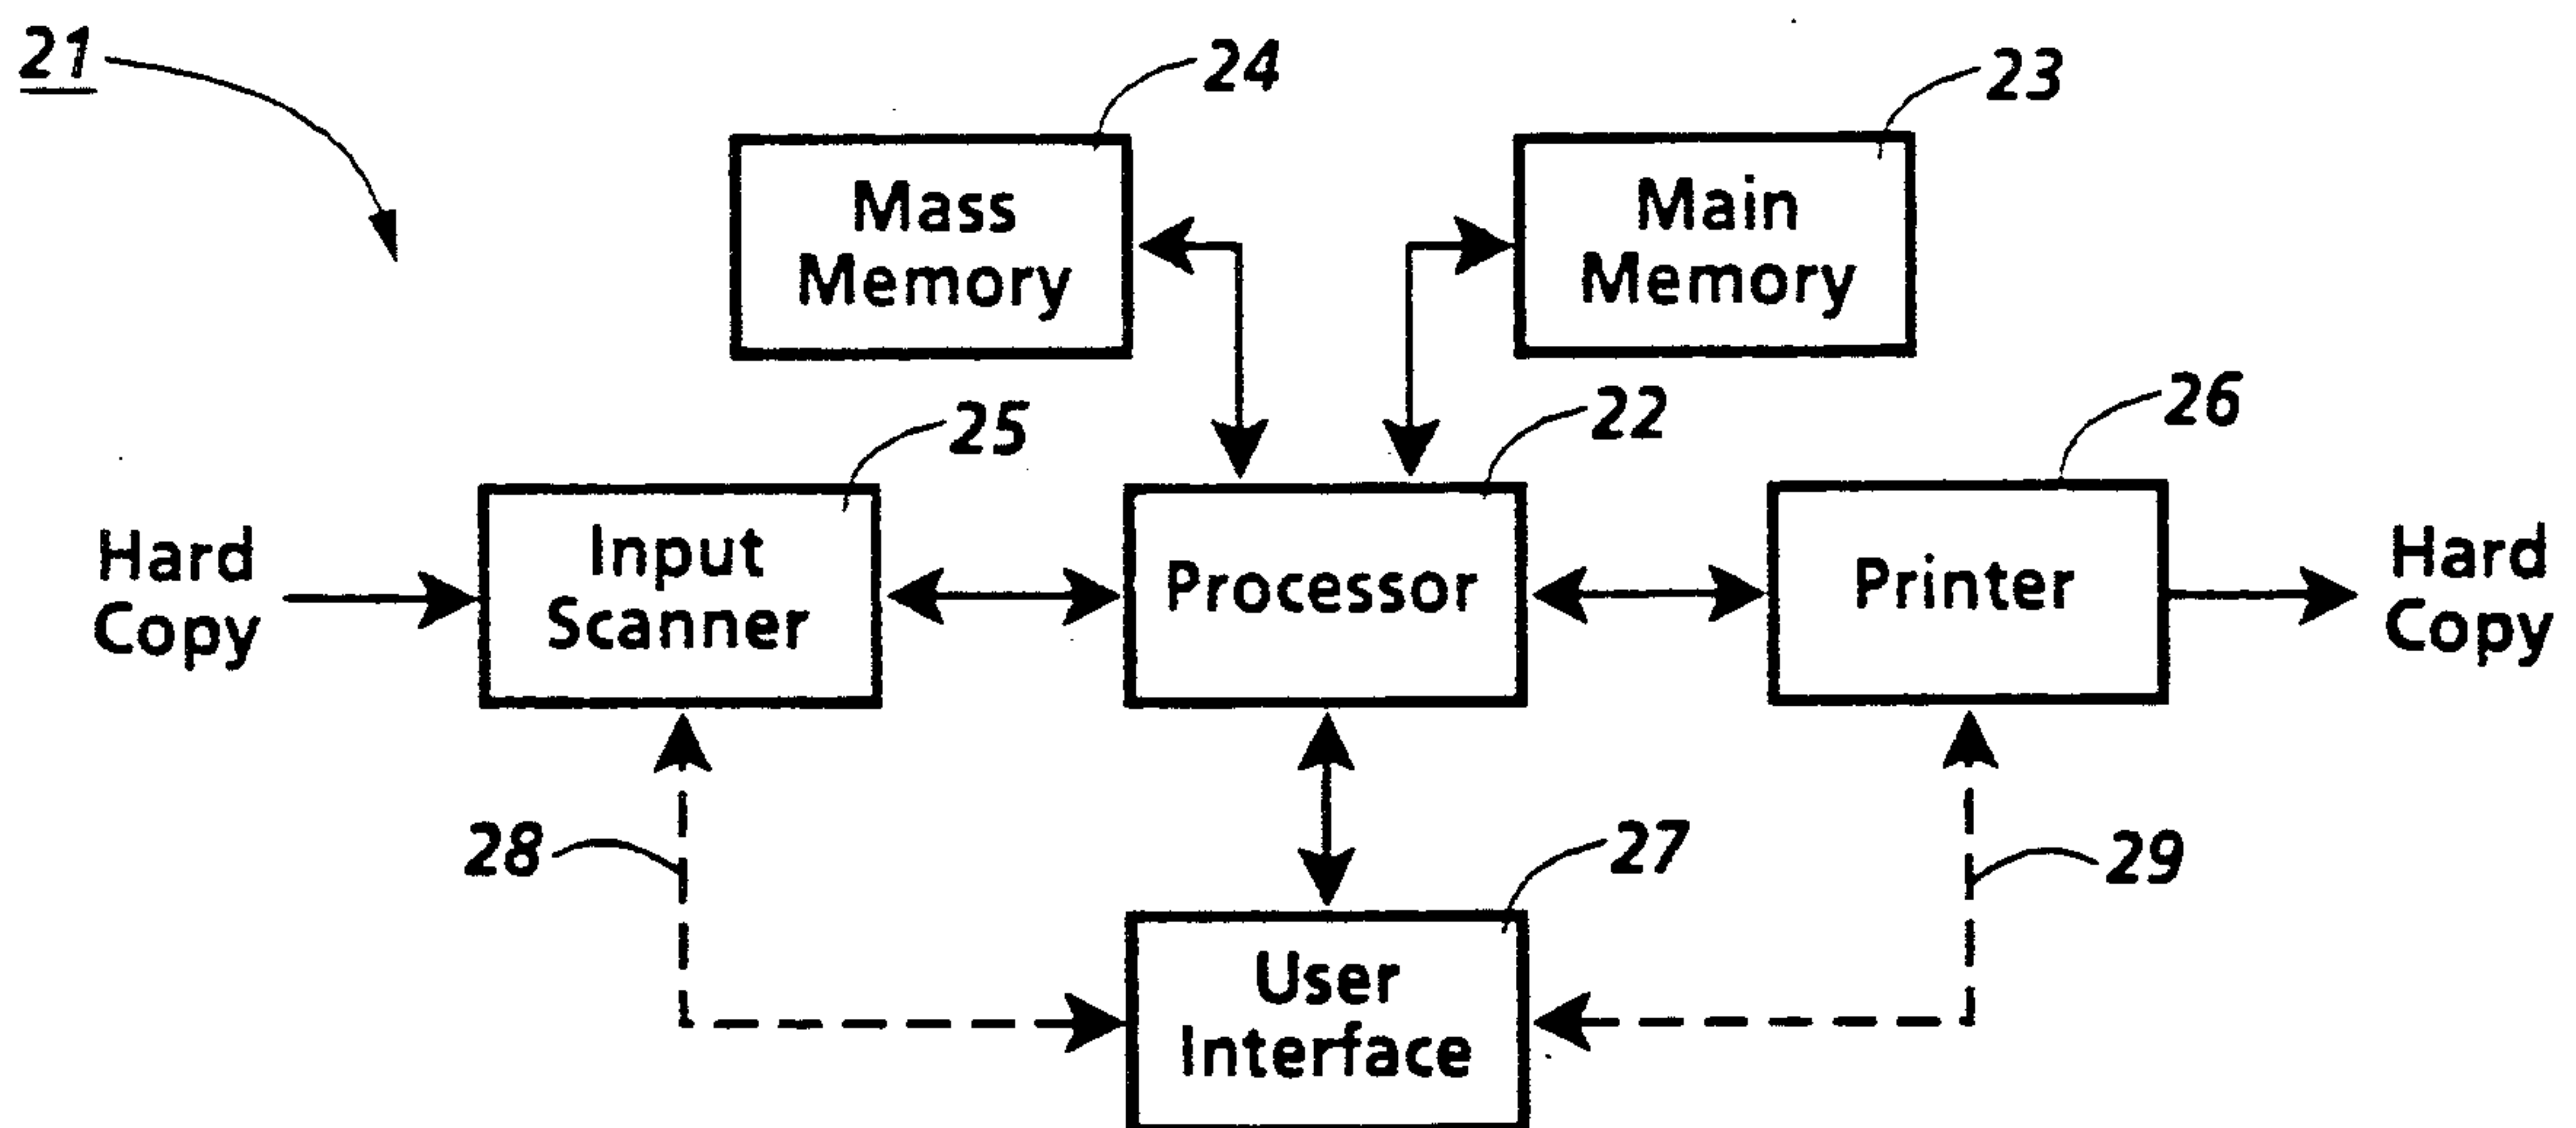 21
24
23
Mass
Memory
Main
Memory
25
22
26
Hard
Copy
Input
Scanner
Processor
Printer
Hard
Copy
28
27
29
User
Interface